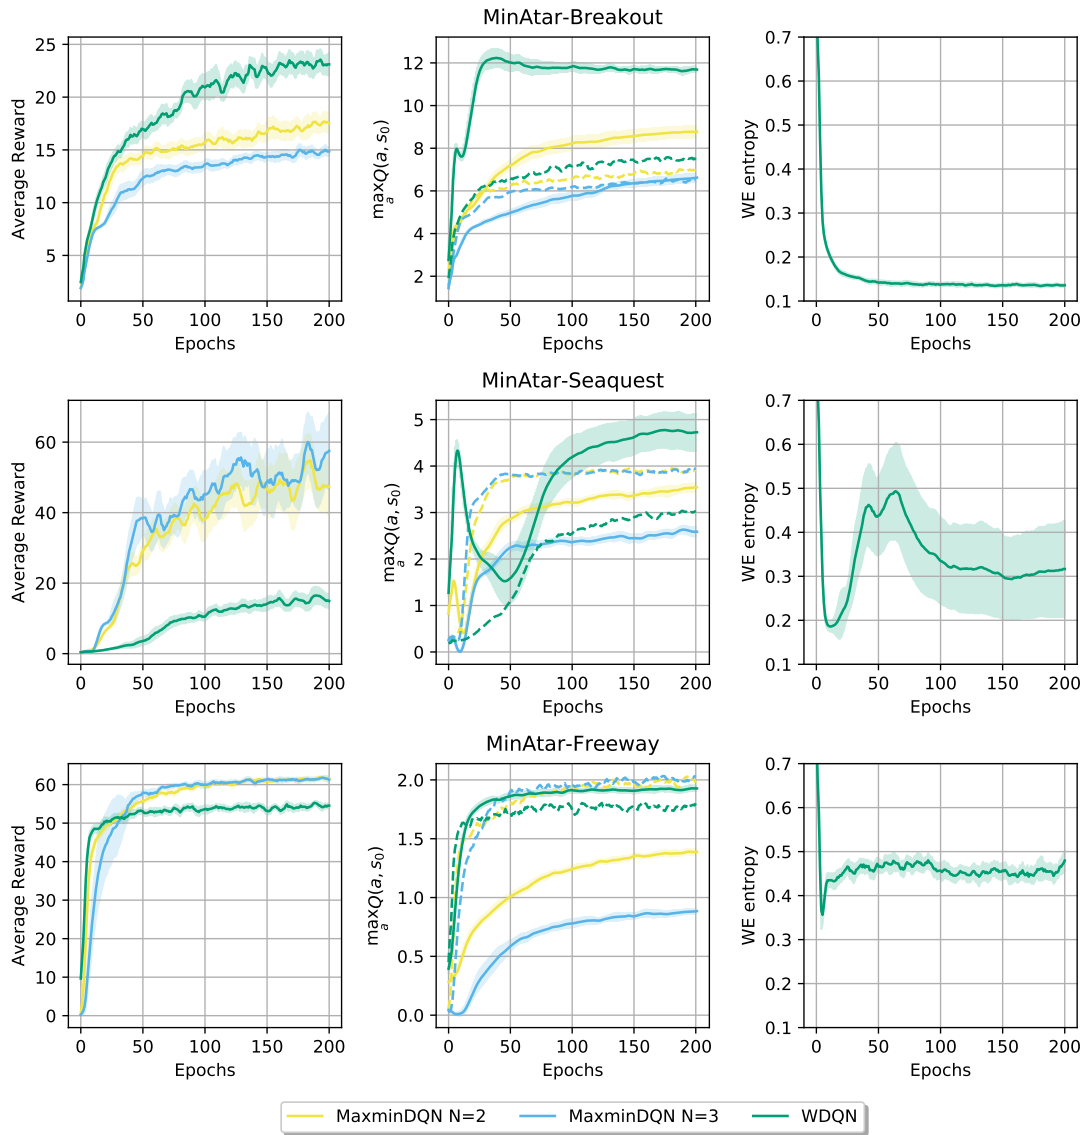 MinAtar-Breakout
25
20
15
10
5
Average Reward
0 50 100 150 200
Epochs
12
10
8
6
4
2
max Q(a, s0)
a
0 50 100 150 200
Epochs
0.7
0.6
0.5
0.4
0.3
0.2
0.1
WE entropy
0 50 100 150 200
Epochs
MinAtar-Seaquest
60
40
20
0
Average Reward
0 50 100 150 200
Epochs
5
4
3
2
1
0
max Q(a, s0)
a
0 50 100 150 200
Epochs
0.7
0.6
0.5
0.4
0.3
0.2
0.1
WE entropy
0 50 100 150 200
Epochs
MinAtar-Freeway
60
50
40
30
20
10
0
Average Reward
0 50 100 150 200
Epochs
2.0
1.5
1.0
0.5
0.0
max Q(a, s0)
a
0 50 100 150 200
Epochs
0.7
0.6
0.5
0.4
0.3
0.2
0.1
WE entropy
0 50 100 150 200
Epochs
MaxminDQN N=2 MaxminDQN N=3 WDQN